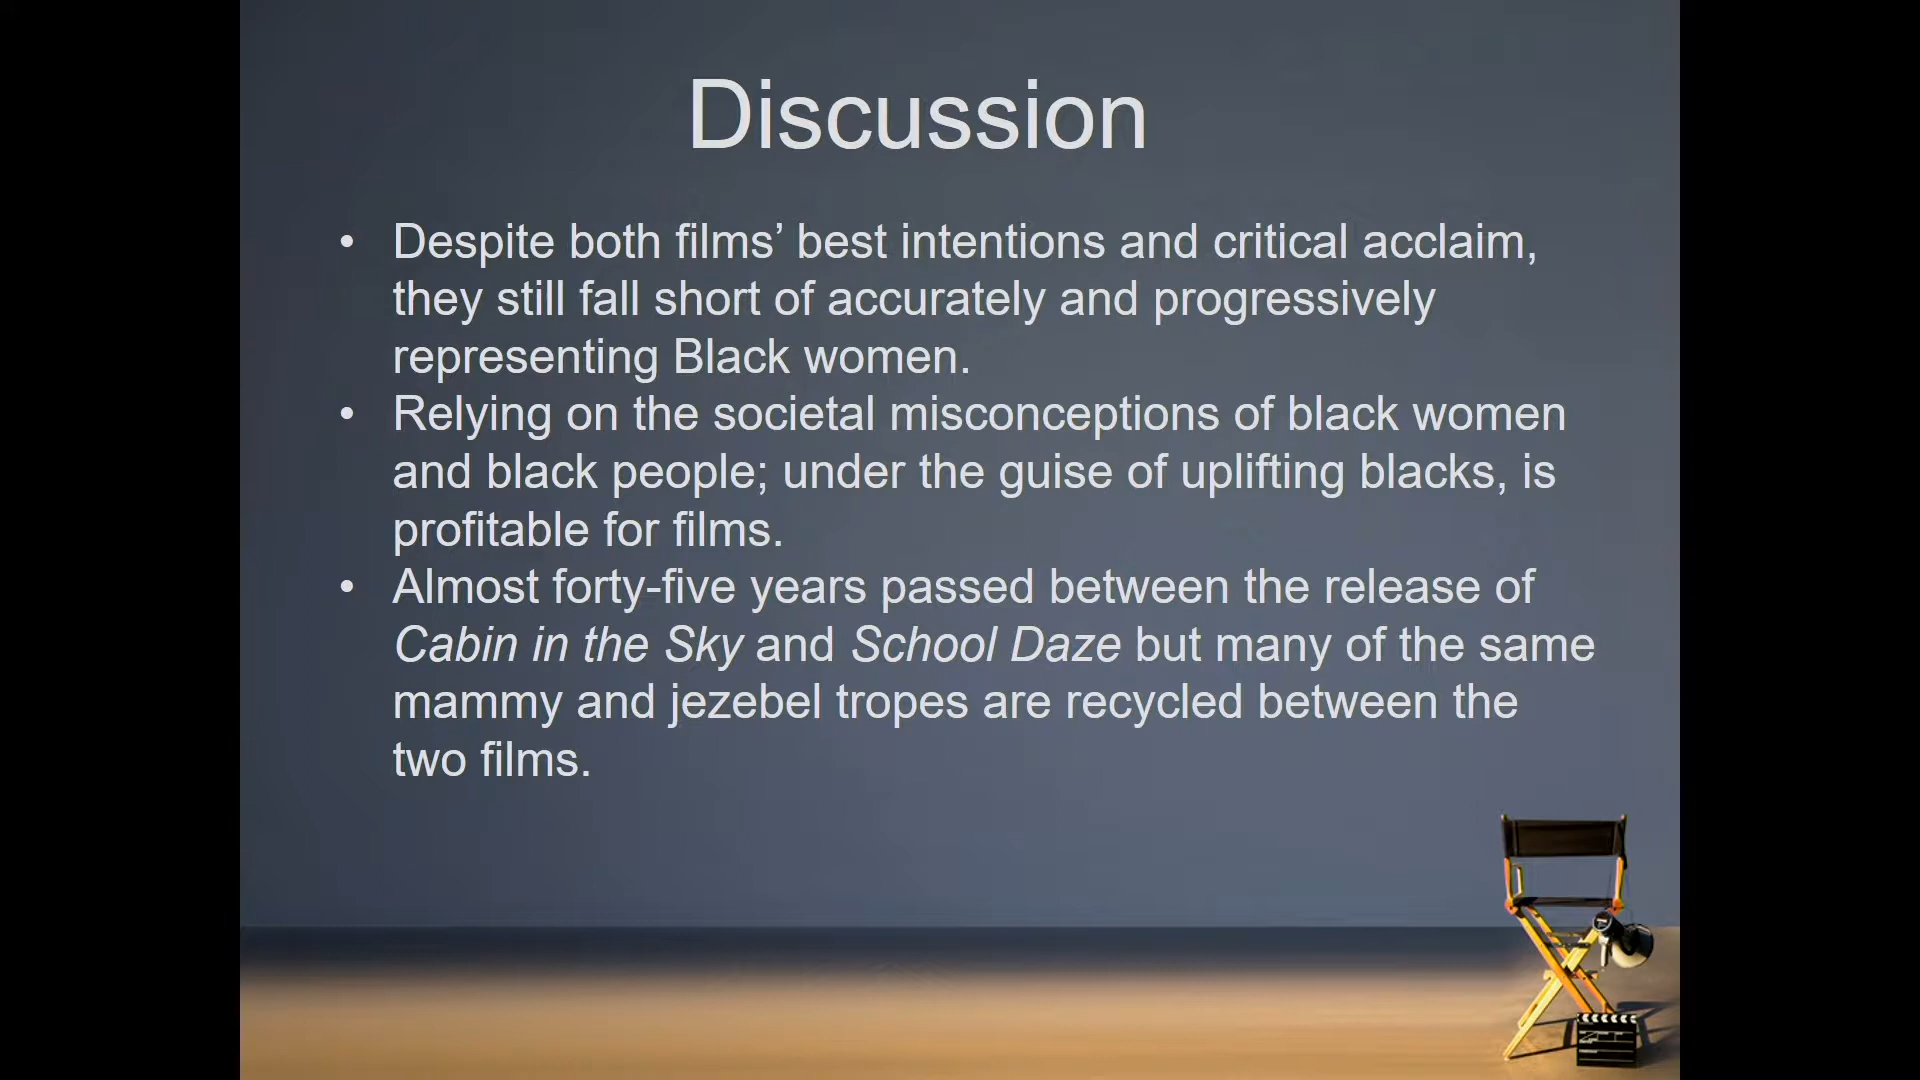 Discussion
• Despite both films’ best intentions and critical acclaim,
they still fall short of accurately and progressively
representing Black women.
• Relying on the societal misconceptions of black women
and black people; under the guise of uplifting blacks, is
profitable for films.
• Almost forty-five years passed between the release of
Cabin in the Sky and School Daze but many of the same
mammy and jezebel tropes are recycled between the
two films.